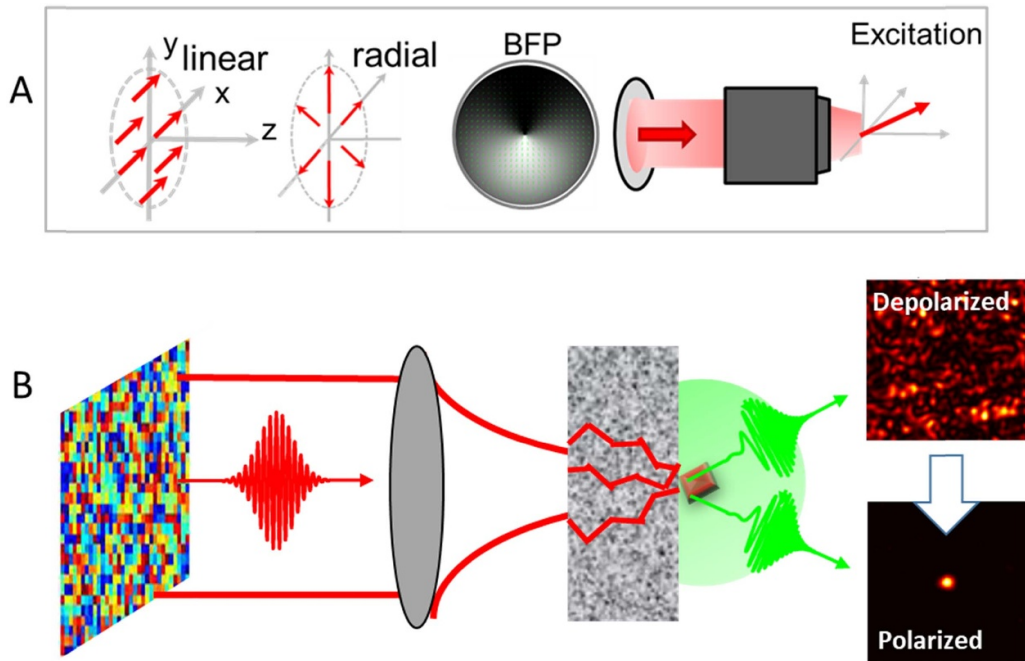 A
y
linear
x
z
radial
BFP
Excitation
B
Depolarized
Polarized